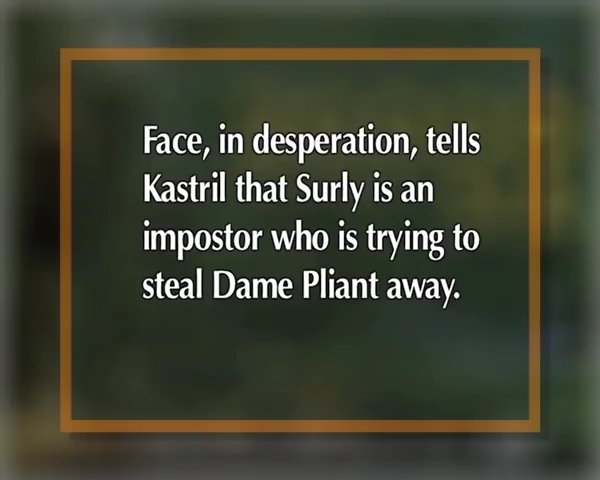 Face, in desperation, tells
Kastril that Surly is an
impostor who is trying to
steal Dame Pliant away.